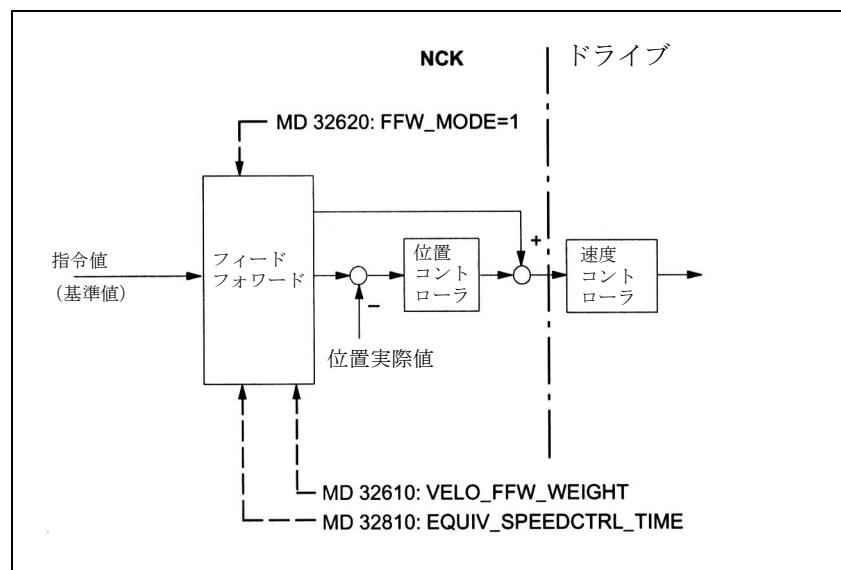 NCK
ドライブ
MD 32620: FFW_MODE=1
指令値
(基準値)
フィード
フォワード
位置
コント
ローラ
+
速度
コント
ローラ
−
位置実際値
MD 32610: VELO_FFW_WEIGHT
MD 32810: EQUIV_SPEEDCTRL_TIME